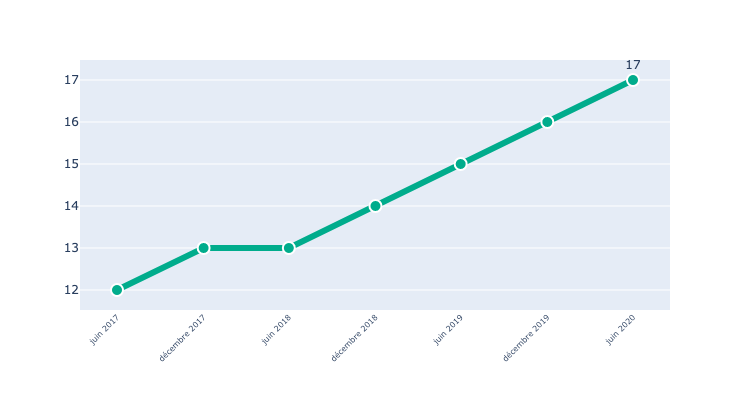 17
17
16
15
14
13
12
juin 2017
décembre 2017
juin 2018
décembre 2018
juin 2019
décembre 2019
juin 2020